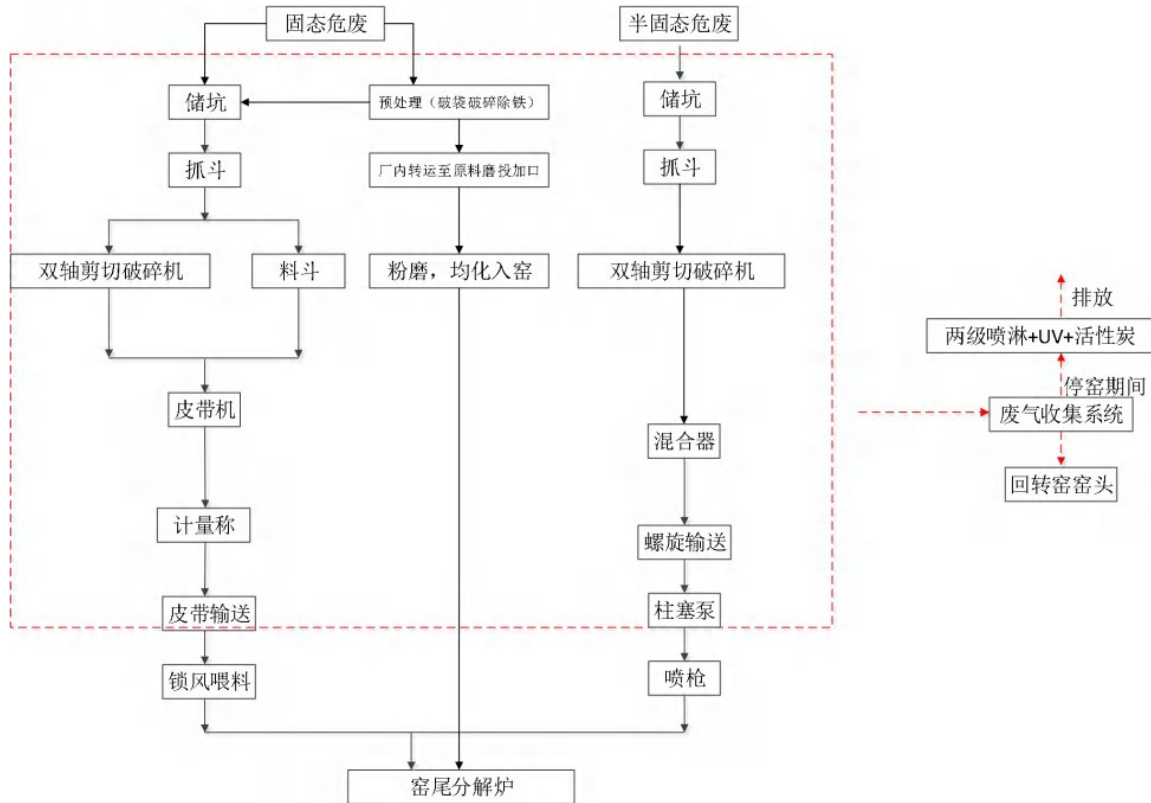 固态危废
半固态危废
储坑
预处理（破袋破碎除铁）
储坑
抓斗
厂内转运至原料磨投加口
抓斗
双轴剪切破碎机
料斗
粉磨，均化入窑
双轴剪切破碎机
排放
两级喷淋+UV+活性炭
停窑期间
皮带机
废气收集系统
混合器
回转窑窑头
计量称
螺旋输送
皮带输送
柱塞泵
锁风喂料
喷枪
窑尾分解炉